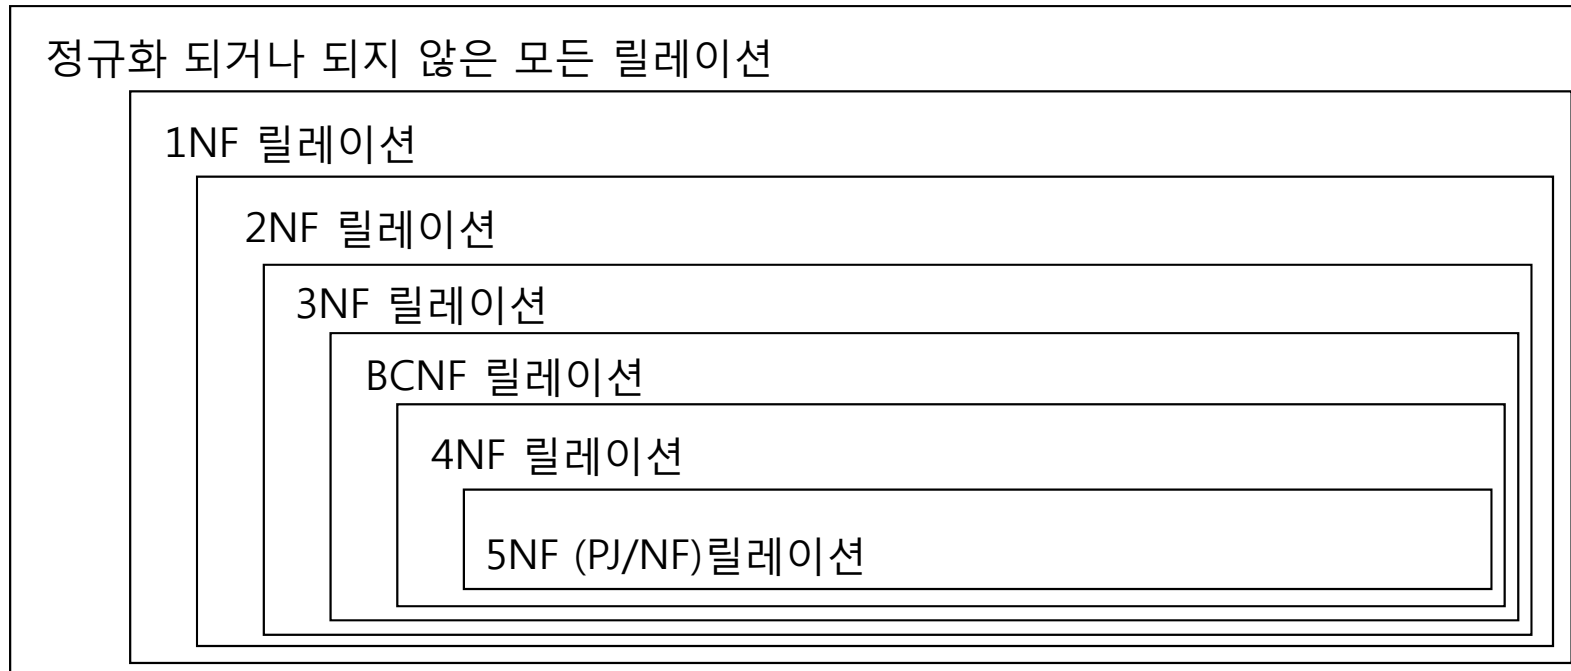 정규화 되거나 되지 않은 모든 릴레이션
1NF 릴레이션
2NF 릴레이션
3NF 릴레이션
BCNF 릴레이션
4NF 릴레이션
5NF (PJ/NF)릴레이션